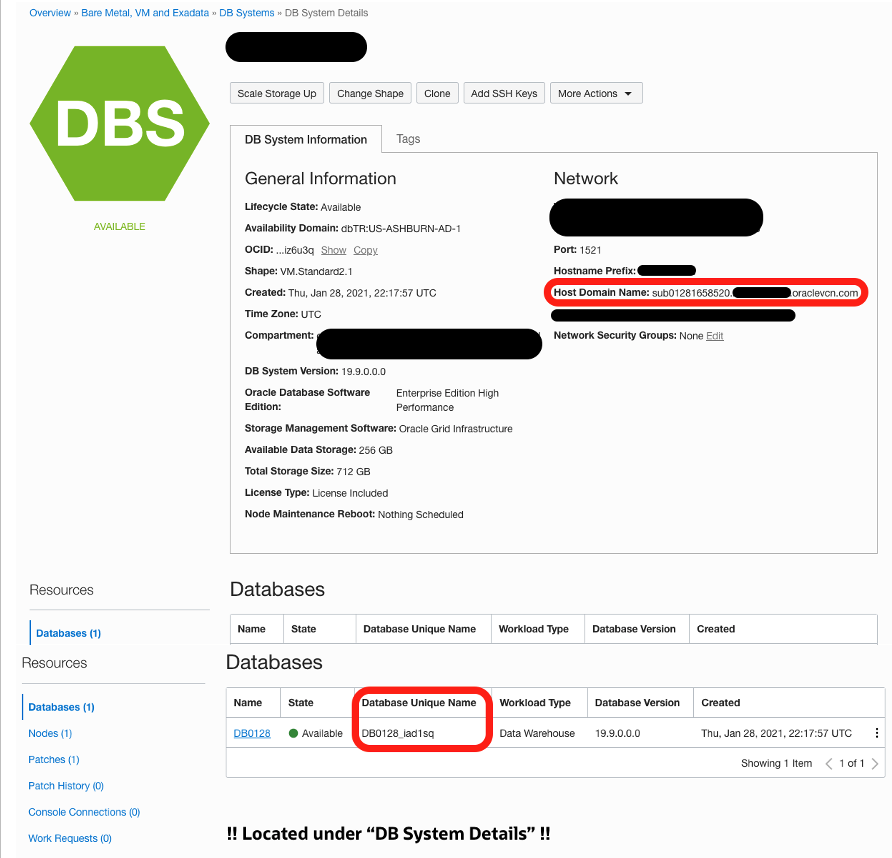 Overview » Bare Metal, VM and Exadata » DB Systems » DB System Details
DBS
AVAILABLE
Scale Storage Up Change Shape Clone Add SSH Keys More Actions
DB System Information Tags
General Information
Lifecycle State: Available
Availability Domain: dbTR:US-ASHBURN-AD-1
OCID: ...iz6u3q Show Copy
Shape: VM.Standard2.1
Created: Thu, Jan 28, 2021, 22:17:57 UTC
Time Zone: UTC
Compartment:
DB System Version: 19.9.0.0.0
Oracle Database Software Edition: Enterprise Edition High Performance
Storage Management Software: Oracle Grid Infrastructure
Available Data Storage: 256 GB
Total Storage Size: 712 GB
License Type: License Included
Node Maintenance Reboot: Nothing Scheduled
Network
Port: 1521
Hostname Prefix:
Host Domain Name: sub01281658520. .oraclevcn.com
Network Security Groups: None Edit
Resources
Databases (1)
Databases
Name State Database Unique Name Workload Type Database Version Created
Resources
Databases (1)
Nodes (1)
Patches (1)
Patch History (0)
Console Connections (0)
Work Requests (0)
Databases
Name State Database Unique Name Workload Type Database Version Created
DB0128 Available DB0128_iad1sq Data Warehouse 19.9.0.0.0 Thu, Jan 28, 2021, 22:17:57 UTC
Showing 1 Item < 1 of 1 >
!! Located under “DB System Details” !!